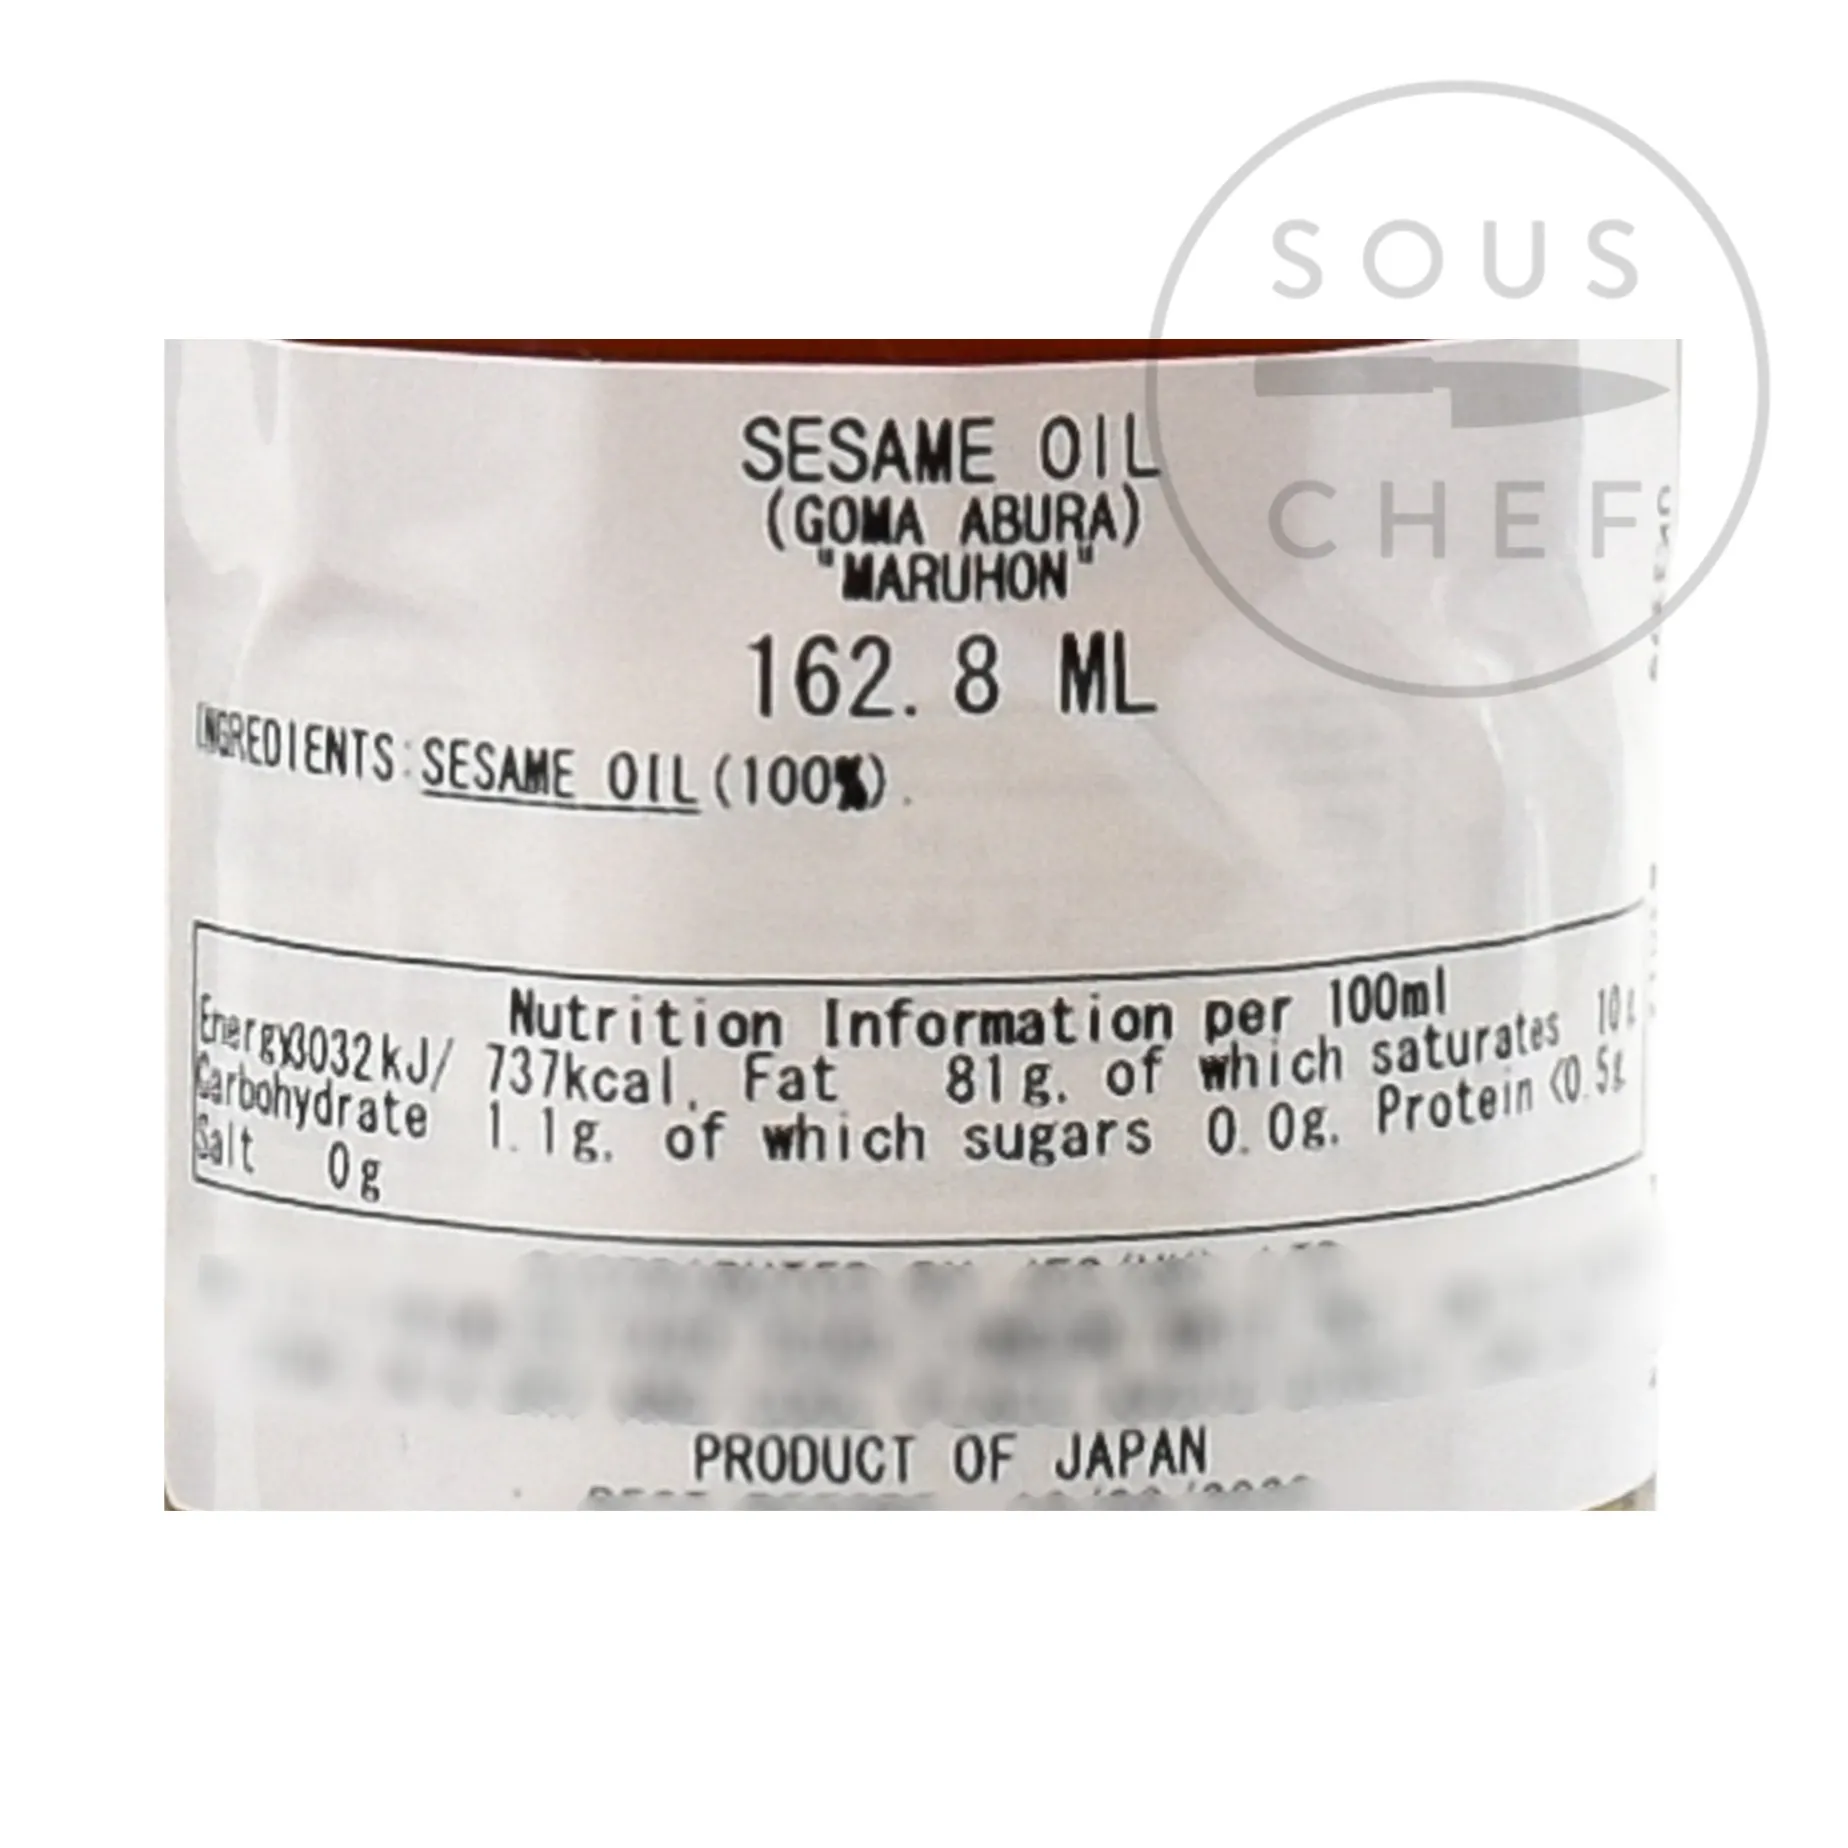 SOUS
CHEF
SESAME OIL
(GOMA ABURA)
"MARUHON"
162.8 ML
INGREDIENTS:SESAME OIL(100%).
Nutrition Information per 100ml
Energy3032kJ/ 737kcal. Fat 81g. of which saturates 10g
Carbohydrate 1.1g. of which sugars 0.0g. Protein <0.5g
Salt 0g
PRODUCT OF JAPAN